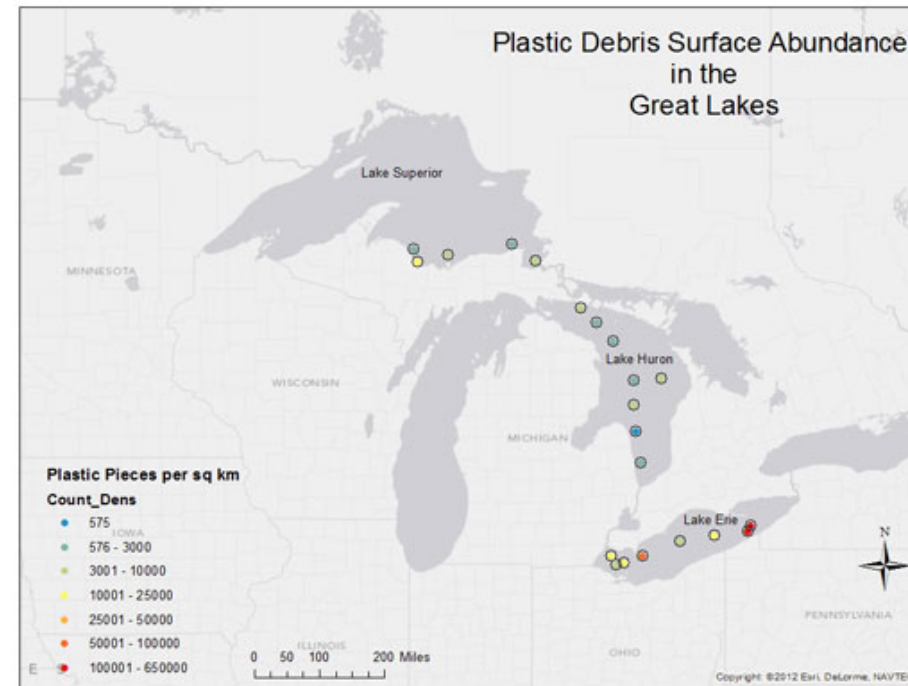 Plastic Debris Surface Abundance
in the
Great Lakes
Lake Superior
MINNESOTA
Lake Huron
WISCONSIN
MICHIGAN
Plastic Pieces per sq km
Count_Dens
575
IOWA
576 - 3000
3001 - 10000
10001 - 25000
25001 - 50000
50001 - 100000
100001 - 650000
Lake Erie
N
PENNSYLVANIA
ILLINOIS
OHIO
0 50 100 200 Miles
E S
Copyright: ©2012 Esri, DeLorme, NAVTE